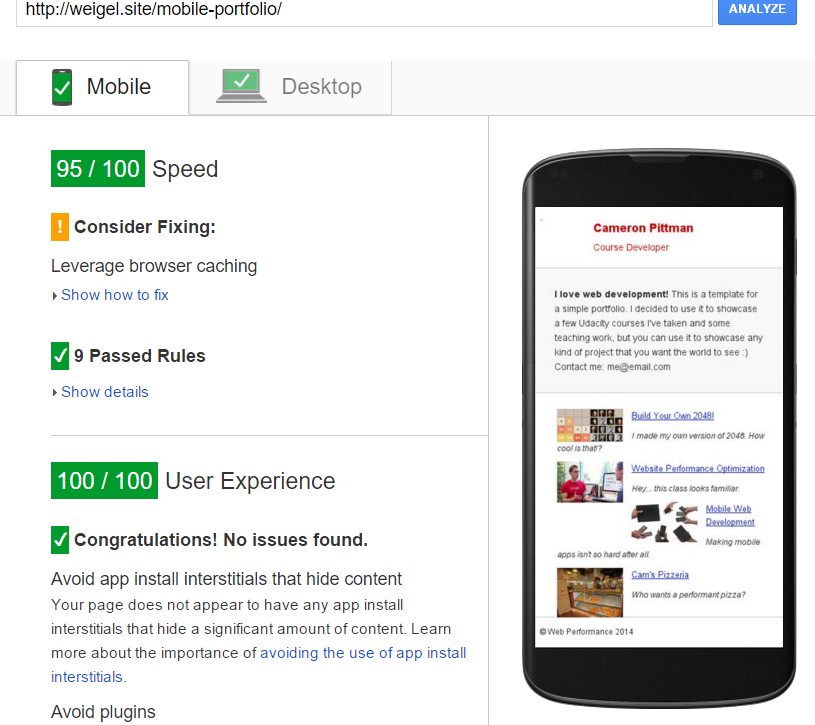 http://weigel.site/mobile-portfolio/
ANALYZE
Mobile
Desktop
95 / 100 Speed
! Consider Fixing:
Leverage browser caching
Show how to fix
9 Passed Rules
Show details
100 / 100 User Experience
Congratulations! No issues found.
Avoid app install interstitials that hide content
Your page does not appear to have any app install
interstitials that hide a significant amount of content. Learn
more about the importance of avoiding the use of app install
interstitials.
Avoid plugins
Cameron Pittman
Course Developer
I love web development! This is a template for
a simple portfolio. I decided to use it to showcase
a few Udacity courses I've taken and some
teaching work, but you can use it to showcase any
kind of project that you want the world to see :)
Contact me: me@email.com
Build Your Own 2048!
I made my own version of 2048. How
cool is that!?
Website Performance Optimization
Hey... this class looks familiar.
Mobile Web
Development
Making mobile
apps isn't so hard after all.
Cam's Pizzeria
Who wants a performant pizza?
©Web Performance 2014